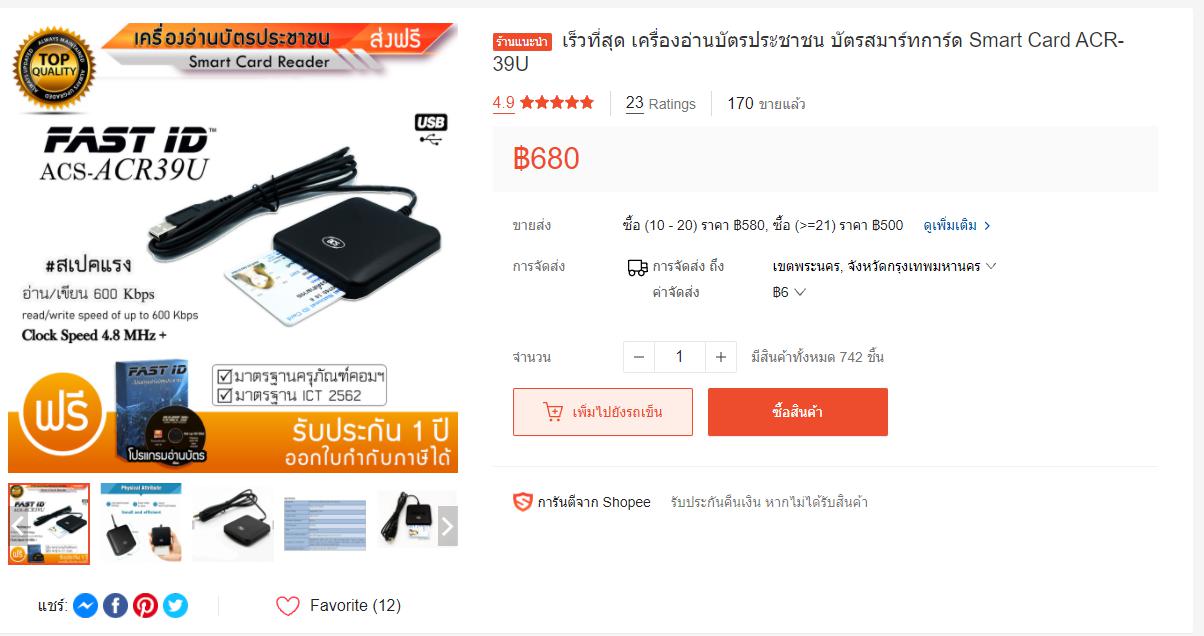 เครื่องอ่านบัตรประชาชน ส่งฟรี
Smart Card Reader
ALWAYS MAINTAINED
ALWAYS UPDATED
TOP
QUALITY
ALWAYS UPGRADED
USB
FAST ID™
ACS-ACR39U
ACS
#สเปคแรง
อ่าน/เขียน 600 Kbps
read/write speed of up to 600 Kbps
Clock Speed 4.8 MHz +
ฟรี
FAST ID
โปรแกรมอ่านบัตร
มาตรฐานครุภัณฑ์คอมฯ
มาตรฐาน ICT 2562
รับประกัน 1 ปี
ออกใบกำกับภาษีได้
Physical Attribute
Small and efficient
แชร์:
Favorite (12)
ร้านแนะนำ เร็วที่สุด เครื่องอ่านบัตรประชาชน บัตรสมาร์ทการ์ด Smart Card ACR-
39U
4.9 23 Ratings 170 ขายแล้ว
฿680
ขายส่ง ซื้อ (10 - 20) ราคา ฿580, ซื้อ (>=21) ราคา ฿500 ดูเพิ่มเติม
การจัดส่ง การจัดส่ง ถึง เขตพระนคร, จังหวัดกรุงเทพมหานคร
ค่าจัดส่ง ฿6
จำนวน − 1 + มีสินค้าทั้งหมด 742 ชิ้น
เพิ่มไปยังรถเข็น ซื้อสินค้า
การันตีจาก Shopee รับประกันคืนเงิน หากไม่ได้รับสินค้า